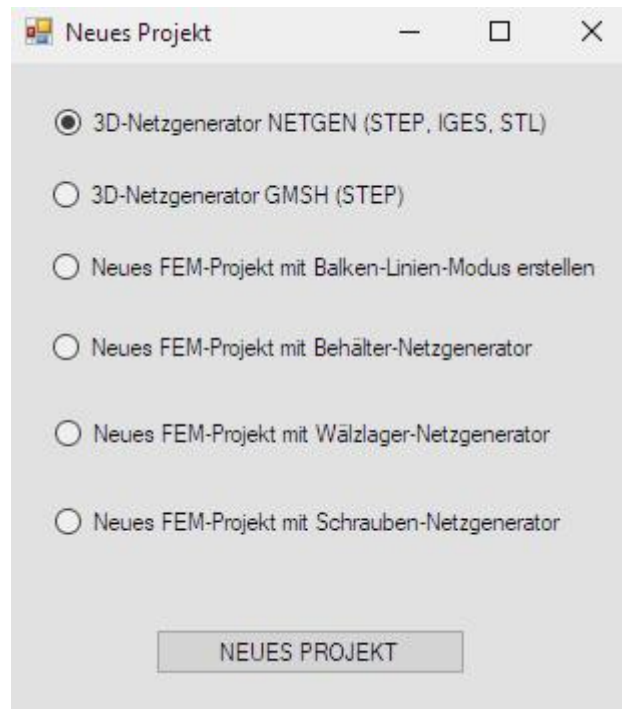 Neues Projekt
3D-Netzgenerator NETGEN (STEP, IGES, STL)
3D-Netzgenerator GMSH (STEP)
Neues FEM-Projekt mit Balken-Linien-Modus erstellen
Neues FEM-Projekt mit Behälter-Netzgenerator
Neues FEM-Projekt mit Wälzlager-Netzgenerator
Neues FEM-Projekt mit Schrauben-Netzgenerator
NEUES PROJEKT